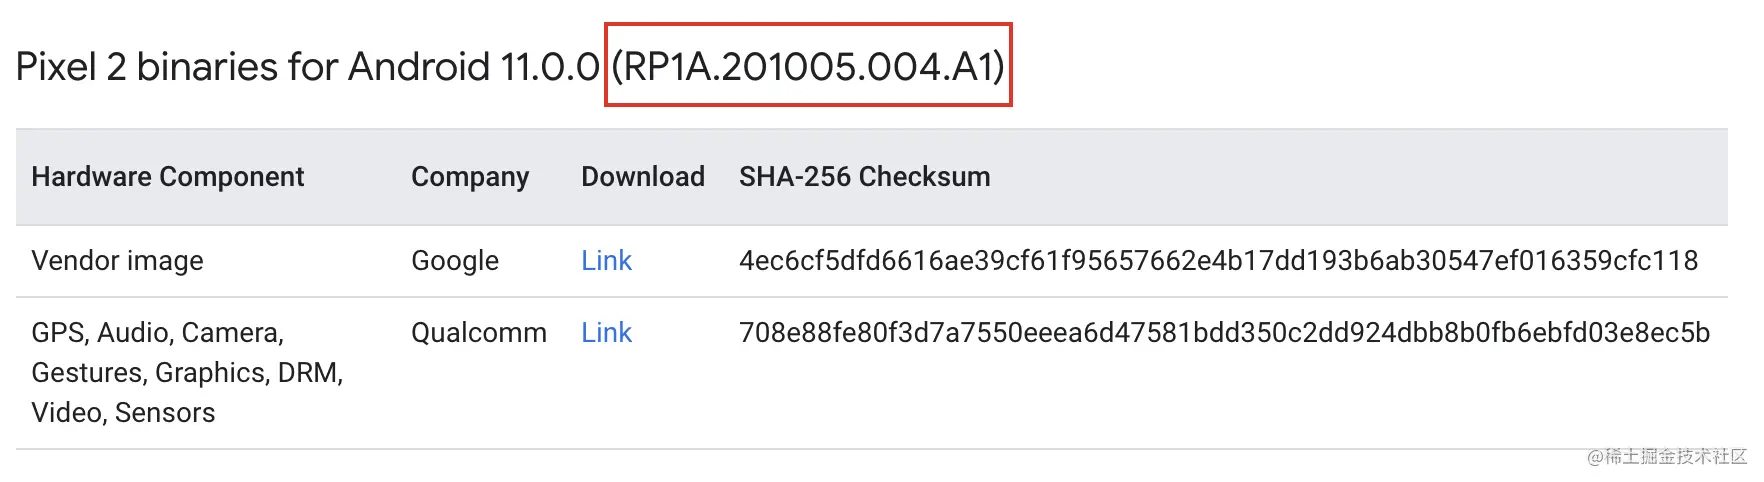 Pixel 2 binaries for Android 11.0.0 (RP1A.201005.004.A1)
Hardware Component Company Download SHA-256 Checksum
Vendor image Google Link 4ec6cf5dfd6616ae39cf61f95657662e4b17dd193b6ab30547ef016359cfc118
GPS, Audio, Camera, Qualcomm Link 708e88fe80f3d7a7550eeea6d47581bdd350c2dd924dbb8b0fb6ebfd03e8ec5b
Gestures, Graphics, DRM,
Video, Sensors
@稀土掘金技术社区